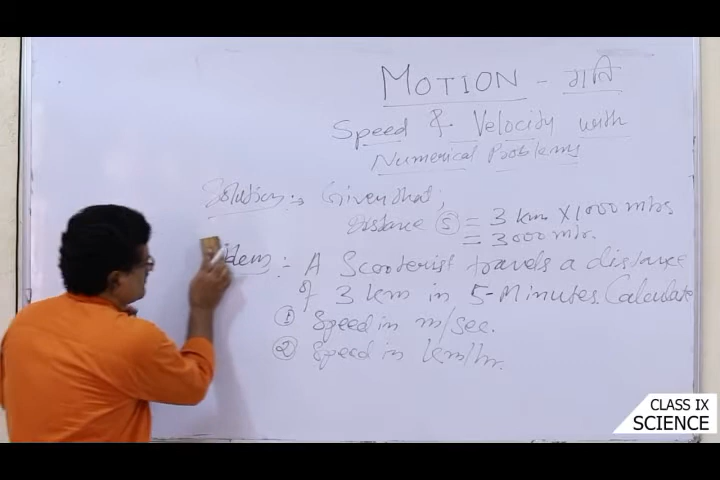 MOTION - गति
Speed & Velocity with
Numerical Problems
Solution :- Given that,
Distance (S) = 3 km X 1000 mtrs
= 3000 mtr.
blem :- A Scooterist travels a distance
of 3 km in 5-Minutes. Calculate
① Speed in m/sec.
② Speed in km/hr.
CLASS IX
SCIENCE